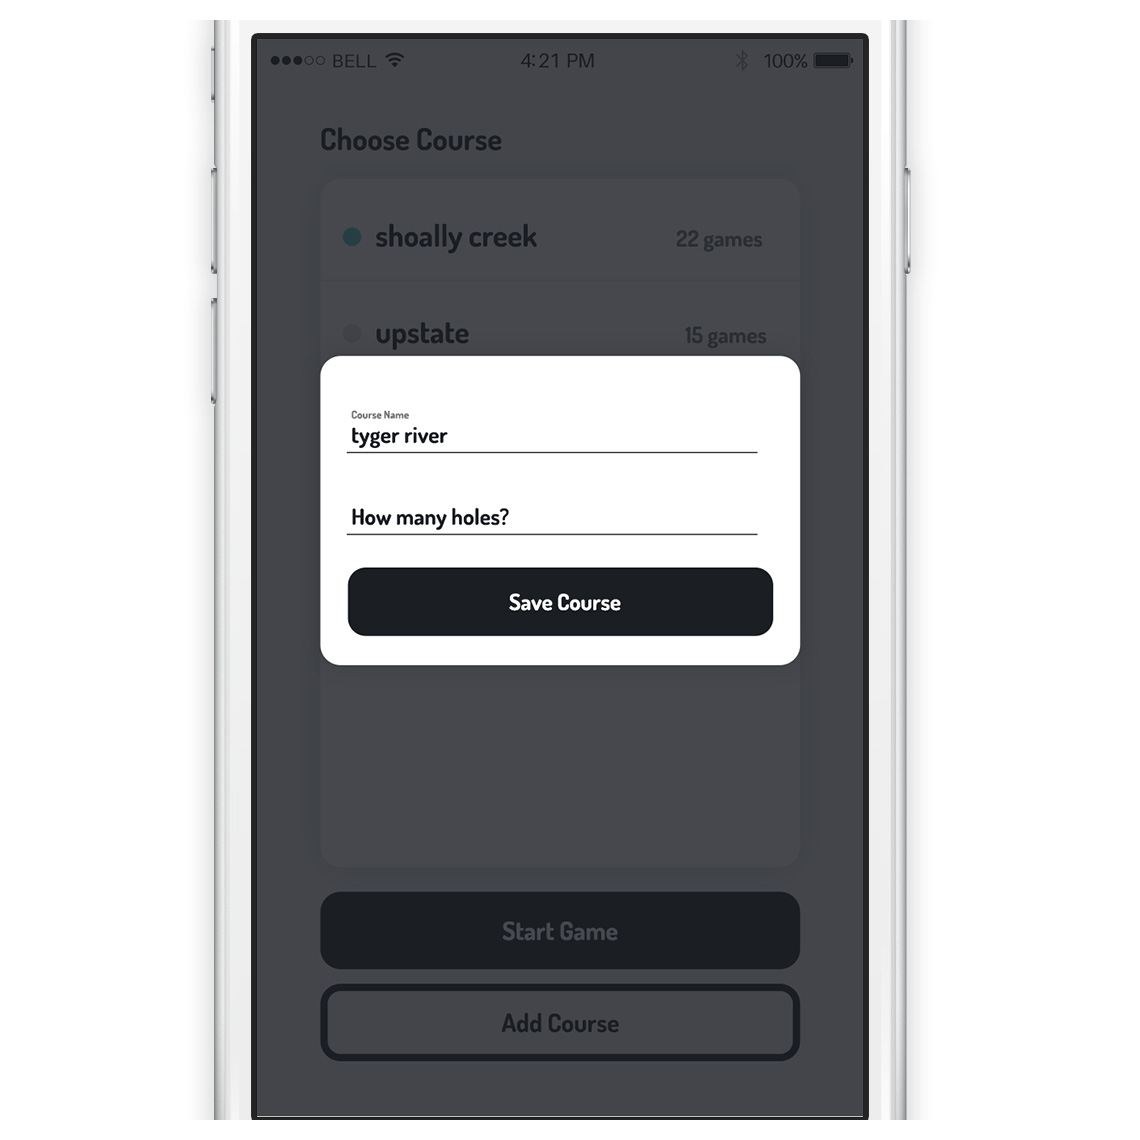 BELL 4:21 PM 100%
Choose Course
shoally creek 22 games
upstate 15 games
Course Name
tyger river
How many holes?
Save Course
Start Game
Add Course